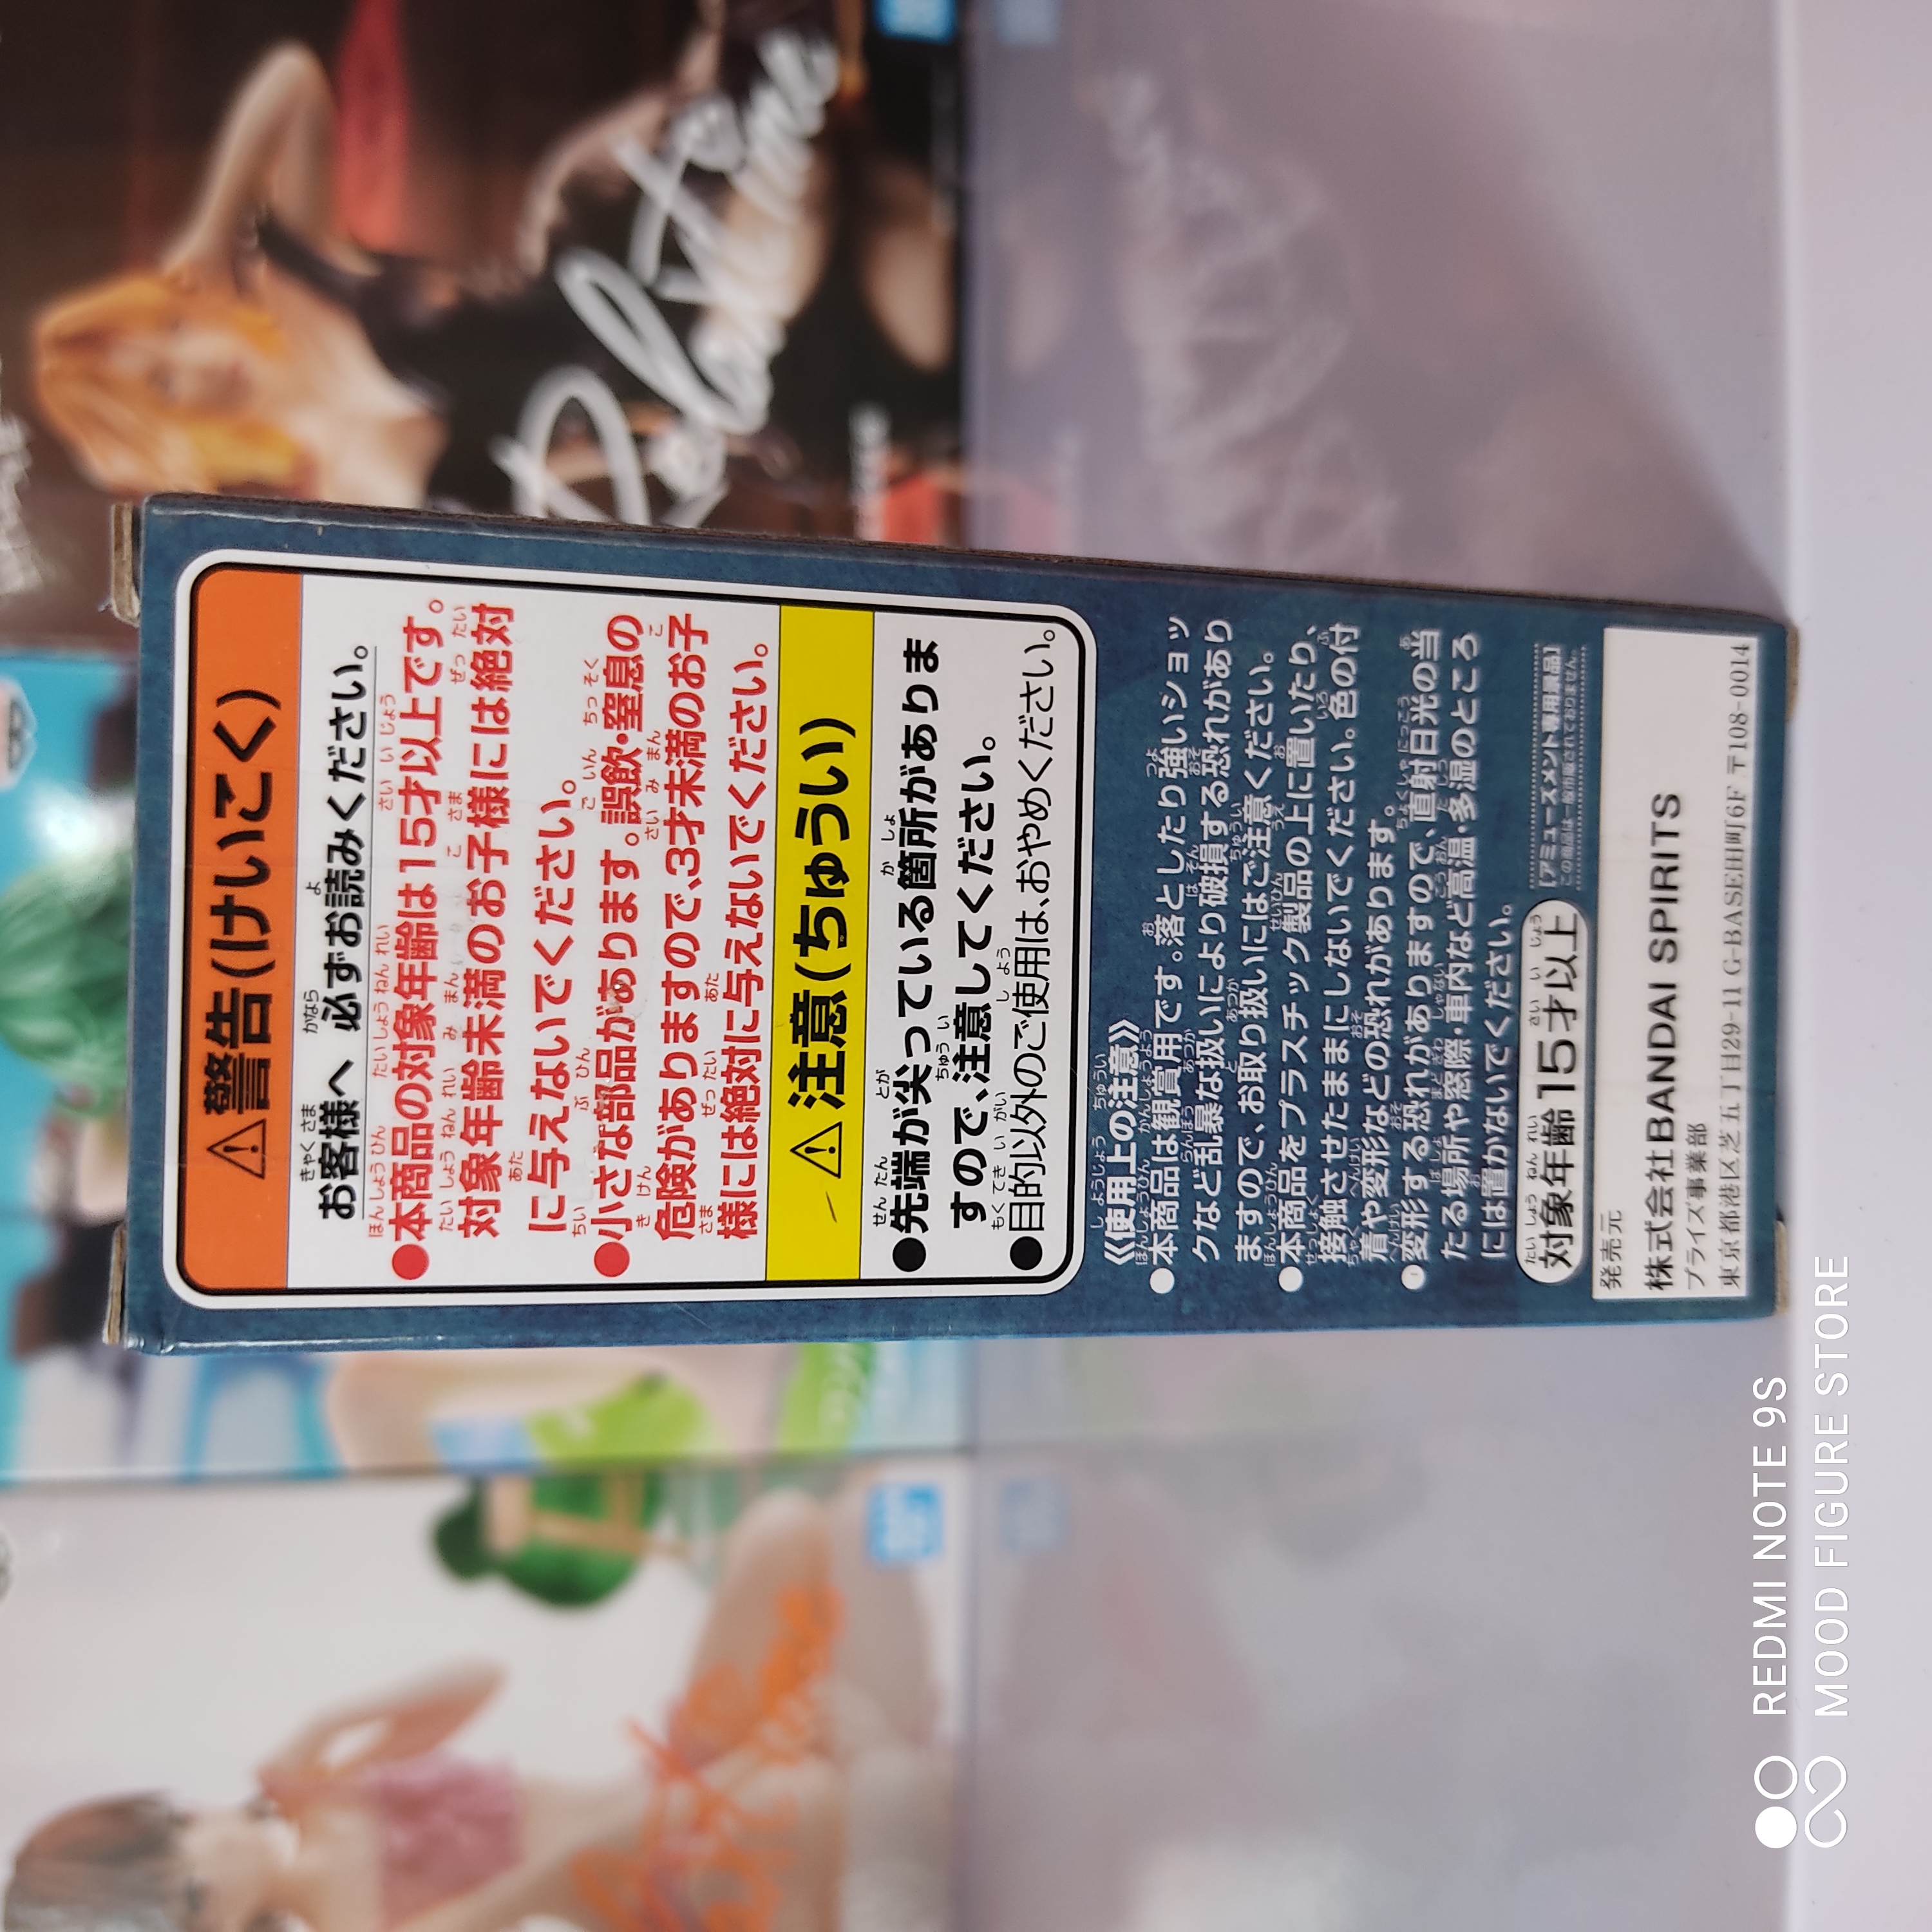 ⚠警告(けいこく)
お客様へ 必ずお読みください。
●本商品の対象年齢は15才以上です。
対象年齢未満のお子様には絶対
に与えないでください。
●小さな部品があります。誤飲・窒息の
危険がありますので、3才未満のお子
様には絶対に与えないでください。
⚠注意(ちゅうい)
●先端が尖っている箇所がありま
すので、注意してください。
●目的以外のご使用は、おやめください。
《使用上の注意》
●本商品は観賞用です。落としたり強いショッ
クなど乱暴な扱いにより破損する恐れがあり
ますので、お取り扱いにはご注意ください。
●本商品をプラスチック製品の上に置いたり、
接触させたままにしないでください。色の付
着や変形などの恐れがあります。
●変形する恐れがありますので、直射日光の当
たる場所や窓際・車内など高温・多湿のところ
には置かないでください。
対象年齢15才以上
[アミューズメント専用景品]
この商品は一般市販されておりません。
発売元
株式会社BANDAI SPIRITS
プライズ事業部
東京都港区芝五丁目29-11 G-BASE田町6F 〒108-0014
Relax time
REDMI NOTE 9S
MOOD FIGURE STORE